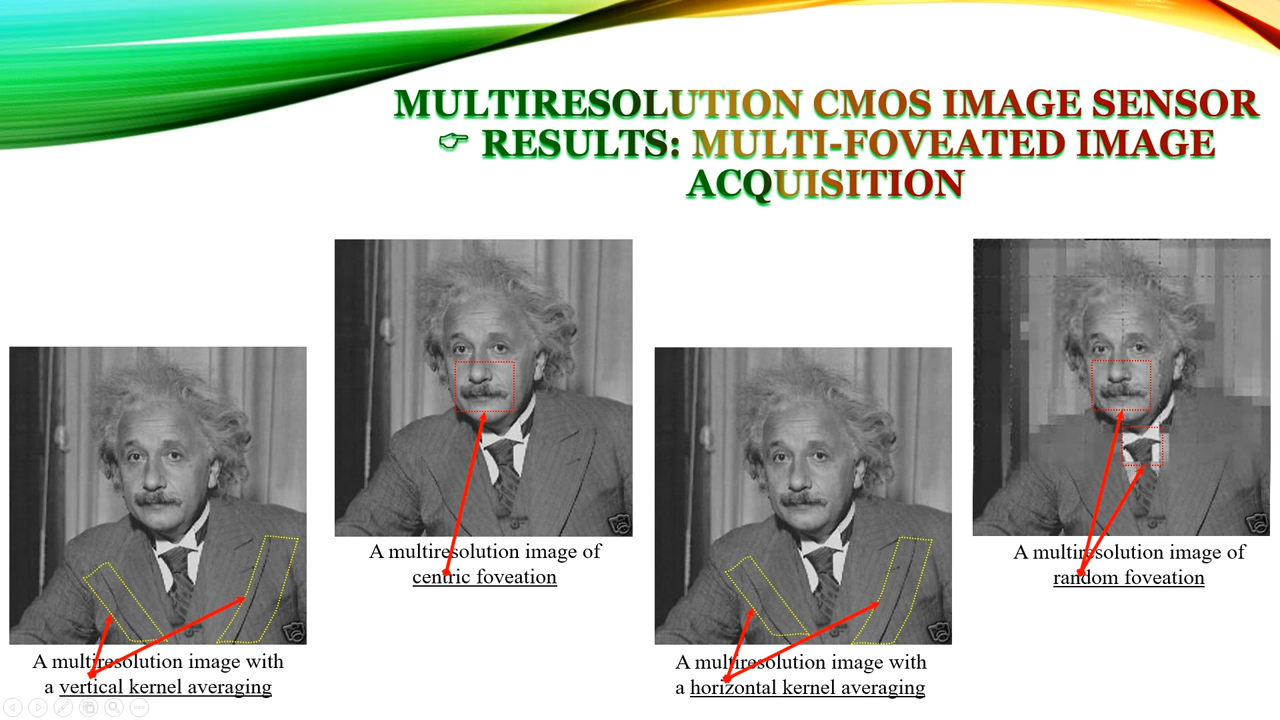 MULTIRESOLUTION CMOS IMAGE SENSOR
☞ RESULTS: MULTI-FOVEATED IMAGE
ACQUISITION
A multiresolution image with
a vertical kernel averaging
A multiresolution image of
centric foveation
A multiresolution image with
a horizontal kernel averaging
A multiresolution image of
random foveation